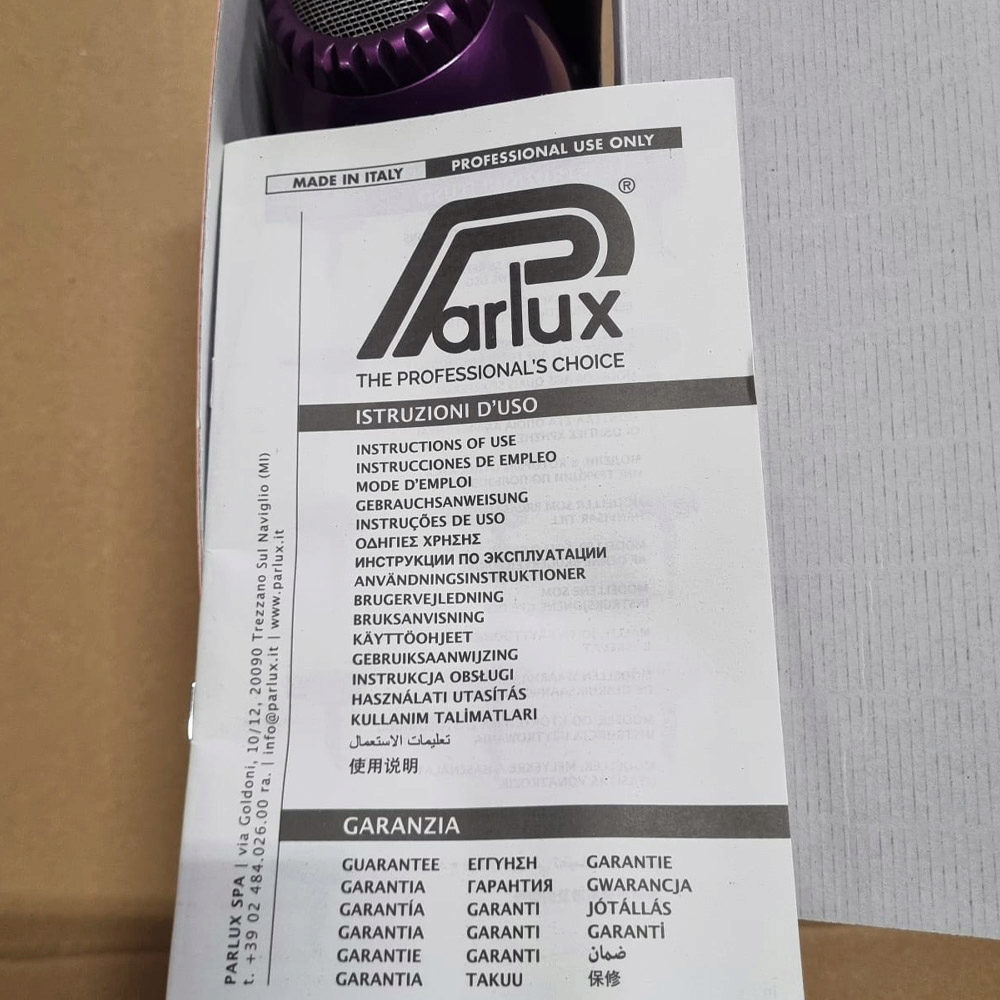 MADE IN ITALY PROFESSIONAL USE ONLY
Parlux ®
THE PROFESSIONAL'S CHOICE
ISTRUZIONI D'USO
INSTRUCTIONS OF USE
INSTRUCCIONES DE EMPLEO
MODE D'EMPLOI
GEBRAUCHSANWEISUNG
INSTRUÇÕES DE USO
ΟΔΗΓΙΕΣ ΧΡΗΣΗΣ
ИНСТРУКЦИИ ПО ЭКСПЛУАТАЦИИ
ANVÄNDNINGSINSTRUKTIONER
BRUGERVEJLEDNING
BRUKSANVISNING
KÄYTTÖOHJEET
GEBRUIKSAANWIJZING
INSTRUKCJA OBSŁUGI
HASZNÁLATI UTASÍTÁS
KULLANIM TALİMATLARI
تعليمات الاستعمال
使用说明
GARANZIA
GUARANTEE ΕΓΓΥΗΣΗ GARANTIE
GARANTIA ГАРАНТИЯ GWARANCJA
GARANTÍA GARANTI JÓTÁLLÁS
GARANTIA GARANTI GARANTİ
GARANTIE GARANTI ضمان
GARANTIA TAKUU 保修
PARLUX SPA | via Goldoni, 10/12, 20090 Trezzano Sul Naviglio (MI)
t. +39 02 484.026.00 ra. | info@parlux.it | www.parlux.it